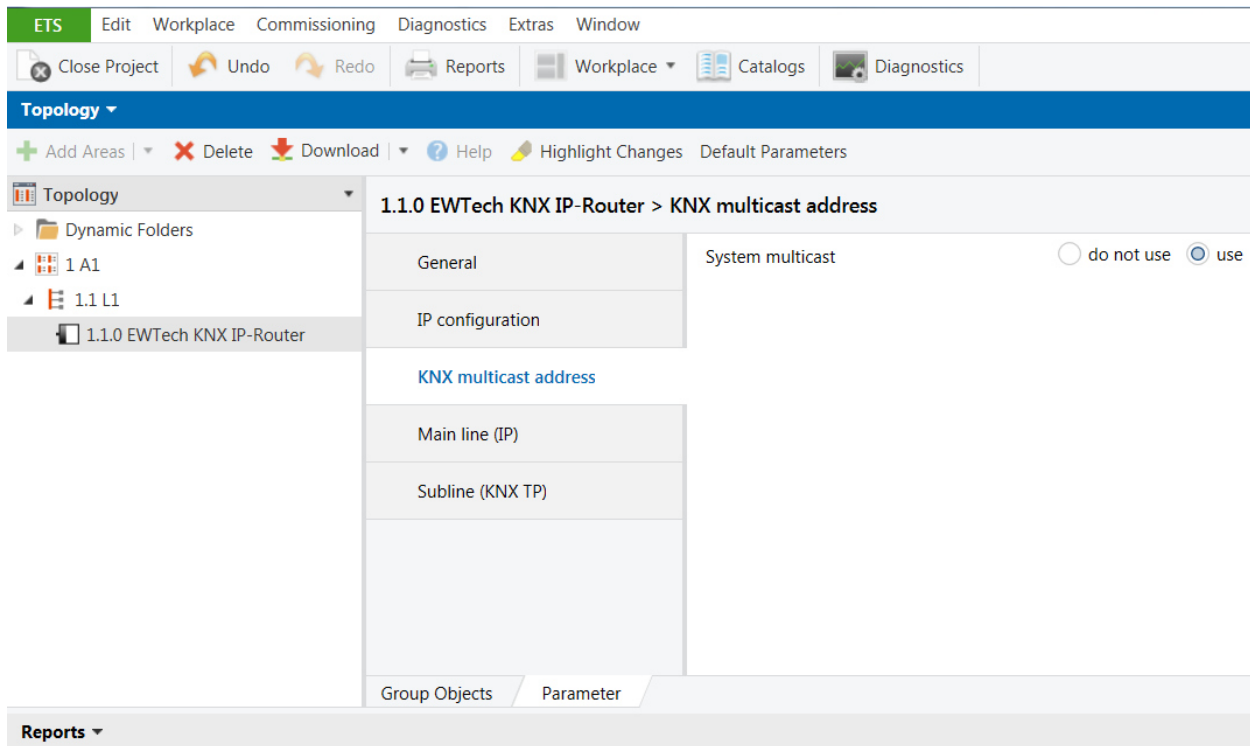 ETS Edit Workplace Commissioning Diagnostics Extras Window
Close Project Undo Redo Reports Workplace Catalogs Diagnostics
Topology
Add Areas Delete Download Help Highlight Changes Default Parameters
Topology
Dynamic Folders
1 A1
1.1 L1
1.1.0 EWTech KNX IP-Router
1.1.0 EWTech KNX IP-Router > KNX multicast address
General
IP configuration
KNX multicast address
Main line (IP)
Subline (KNX TP)
System multicast do not use use
Group Objects Parameter
Reports